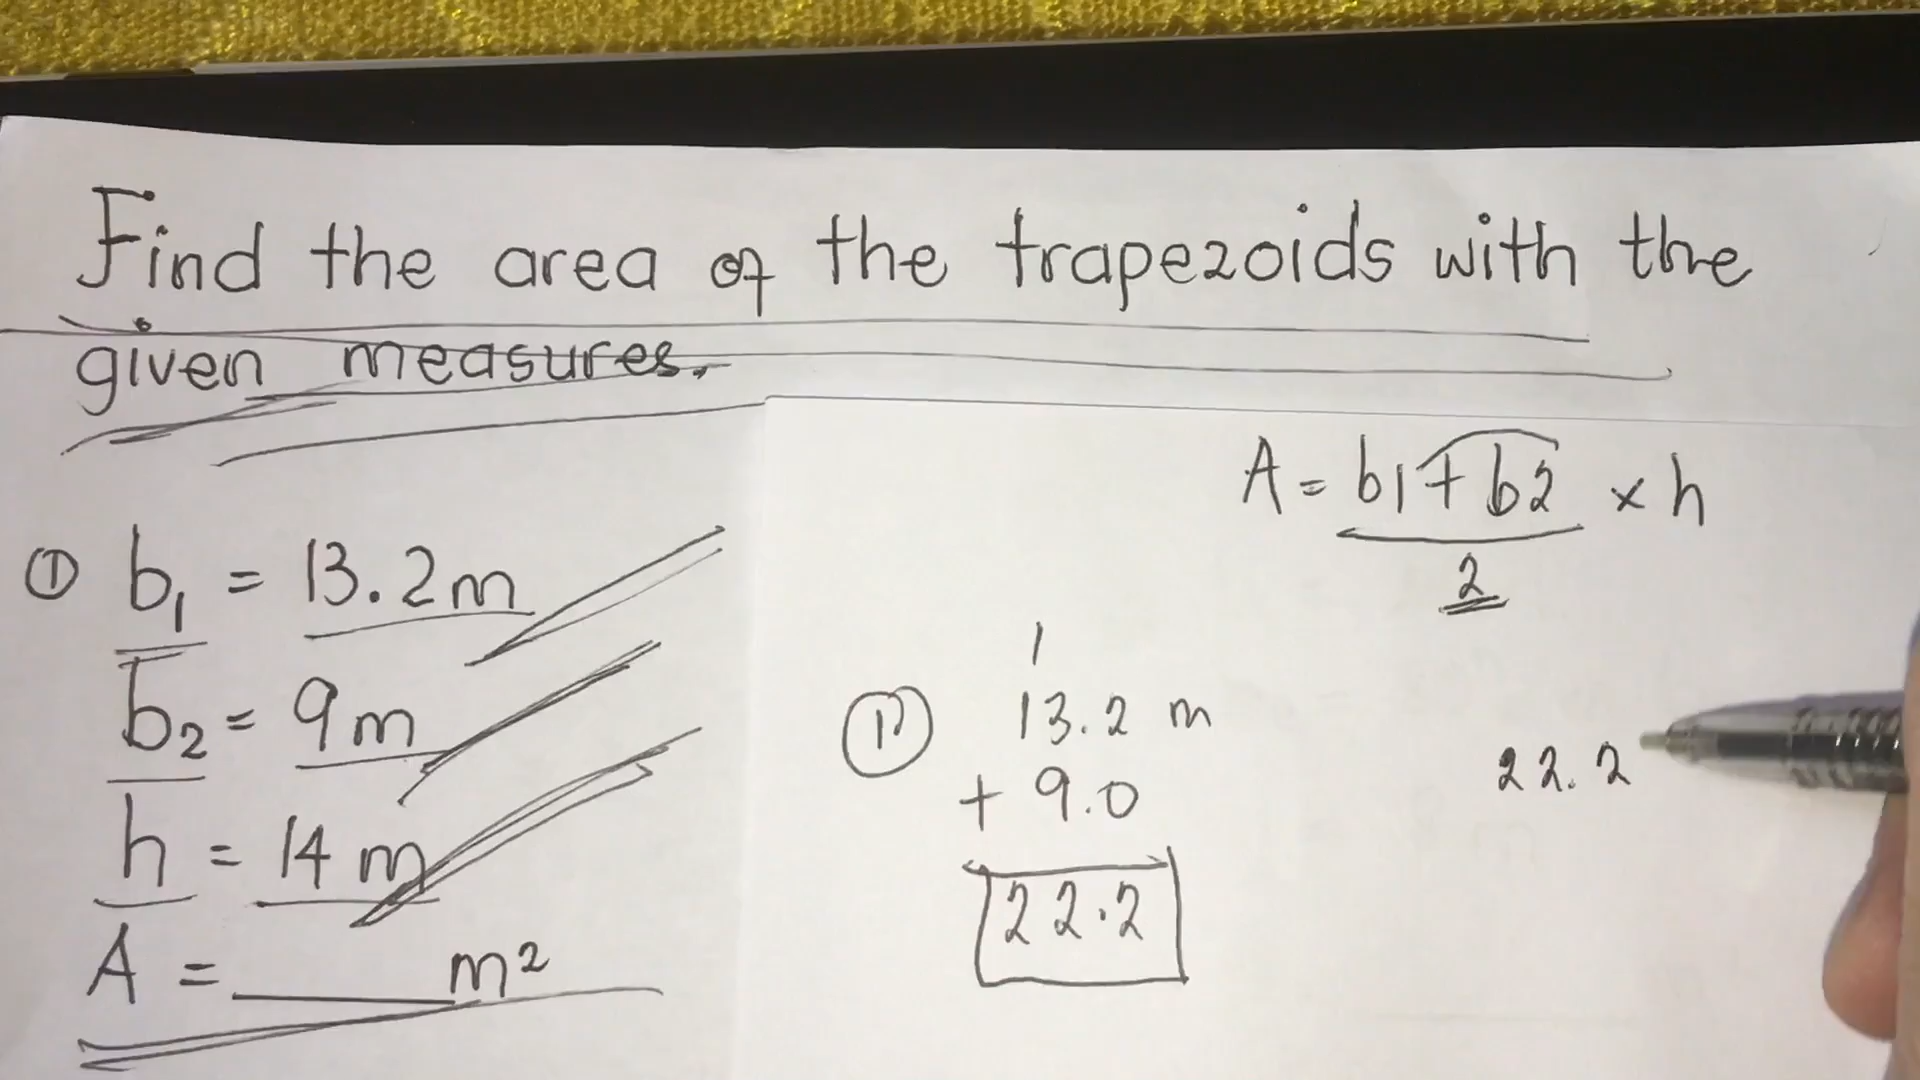 Find the area of the trapezoids with the
given measures.
① b₁ = 13.2m
b₂ = 9m
h = 14 m
A = ______ m²
A = b1 + b2 × h
2
1
① 13.2 m
+ 9.0
22.2
22.2